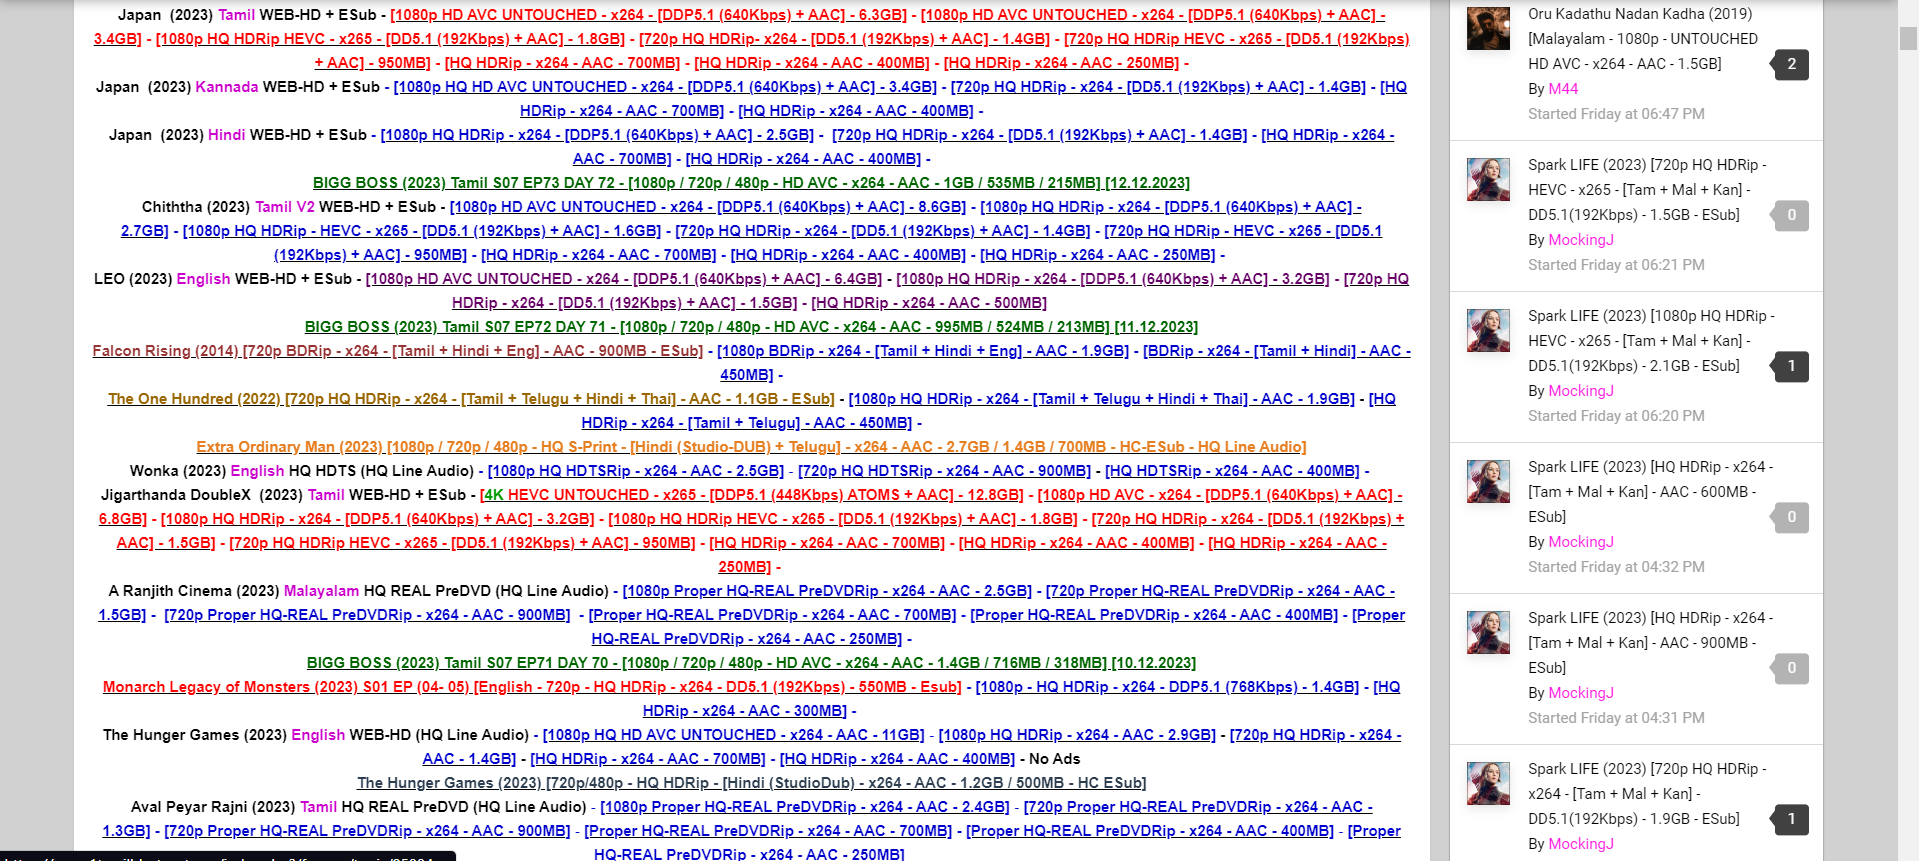 Japan  (2023) Tamil WEB-HD + ESub - [1080p HD AVC UNTOUCHED - x264 - [DDP5.1 (640Kbps) + AAC] - 6.3GB] - [1080p HD AVC UNTOUCHED - x264 - [DDP5.1 (640Kbps) + AAC] -
3.4GB] - [1080p HQ HDRip HEVC - x265 - [DD5.1 (192Kbps) + AAC] - 1.8GB] - [720p HQ HDRip- x264 - [DD5.1 (192Kbps) + AAC] - 1.4GB] - [720p HQ HDRip HEVC - x265 - [DD5.1 (192Kbps)
+ AAC] - 950MB] - [HQ HDRip - x264 - AAC - 700MB] - [HQ HDRip - x264 - AAC - 400MB] - [HQ HDRip - x264 - AAC - 250MB] -
Japan  (2023) Kannada WEB-HD + ESub - [1080p HQ HD AVC UNTOUCHED - x264 - [DDP5.1 (640Kbps) + AAC] - 3.4GB] - [720p HQ HDRip - x264 - [DD5.1 (192Kbps) + AAC] - 1.4GB] - [HQ
HDRip - x264 - AAC - 700MB] - [HQ HDRip - x264 - AAC - 400MB] -
Japan  (2023) Hindi WEB-HD + ESub - [1080p HQ HDRip - x264 - [DDP5.1 (640Kbps) + AAC] - 2.5GB] -  [720p HQ HDRip - x264 - [DD5.1 (192Kbps) + AAC] - 1.4GB] - [HQ HDRip - x264 -
AAC - 700MB] - [HQ HDRip - x264 - AAC - 400MB] -
BIGG BOSS (2023) Tamil S07 EP73 DAY 72 - [1080p / 720p / 480p - HD AVC - x264 - AAC - 1GB / 535MB / 215MB] [12.12.2023]
Chiththa (2023) Tamil V2 WEB-HD + ESub - [1080p HD AVC UNTOUCHED - x264 - [DDP5.1 (640Kbps) + AAC] - 8.6GB] - [1080p HQ HDRip - x264 - [DDP5.1 (640Kbps) + AAC] -
2.7GB] - [1080p HQ HDRip - HEVC - x265 - [DD5.1 (192Kbps) + AAC] - 1.6GB] - [720p HQ HDRip - x264 - [DD5.1 (192Kbps) + AAC] - 1.4GB] - [720p HQ HDRip - HEVC - x265 - [DD5.1
(192Kbps) + AAC] - 950MB] - [HQ HDRip - x264 - AAC - 700MB] - [HQ HDRip - x264 - AAC - 400MB] - [HQ HDRip - x264 - AAC - 250MB] -
LEO (2023) English WEB-HD + ESub - [1080p HD AVC UNTOUCHED - x264 - [DDP5.1 (640Kbps) + AAC] - 6.4GB] - [1080p HQ HDRip - x264 - [DDP5.1 (640Kbps) + AAC] - 3.2GB] - [720p HQ
HDRip - x264 - [DD5.1 (192Kbps) + AAC] - 1.5GB] - [HQ HDRip - x264 - AAC - 500MB]
BIGG BOSS (2023) Tamil S07 EP72 DAY 71 - [1080p / 720p / 480p - HD AVC - x264 - AAC - 995MB / 524MB / 213MB] [11.12.2023]
Falcon Rising (2014) [720p BDRip - x264 - [Tamil + Hindi + Eng] - AAC - 900MB - ESub] - [1080p BDRip - x264 - [Tamil + Hindi + Eng] - AAC - 1.9GB] - [BDRip - x264 - [Tamil + Hindi] - AAC -
450MB] -
The One Hundred (2022) [720p HQ HDRip - x264 - [Tamil + Telugu + Hindi + Thai] - AAC - 1.1GB - ESub] - [1080p HQ HDRip - x264 - [Tamil + Telugu + Hindi + Thai] - AAC - 1.9GB] - [HQ
HDRip - x264 - [Tamil + Telugu] - AAC - 450MB] -
Extra Ordinary Man (2023) [1080p / 720p / 480p - HQ S-Print - [Hindi (Studio-DUB) + Telugu] - x264 - AAC - 2.7GB / 1.4GB / 700MB - HC-ESub - HQ Line Audio]
Wonka (2023) English HQ HDTS (HQ Line Audio) - [1080p HQ HDTSRip - x264 - AAC - 2.5GB] - [720p HQ HDTSRip - x264 - AAC - 900MB] - [HQ HDTSRip - x264 - AAC - 400MB] -
Jigarthanda DoubleX  (2023) Tamil WEB-HD + ESub - [4K HEVC UNTOUCHED - x265 - [DDP5.1 (448Kbps) ATOMS + AAC] - 12.8GB] - [1080p HD AVC - x264 - [DDP5.1 (640Kbps) + AAC] -
6.8GB] - [1080p HQ HDRip - x264 - [DDP5.1 (640Kbps) + AAC] - 3.2GB] - [1080p HQ HDRip HEVC - x265 - [DD5.1 (192Kbps) + AAC] - 1.8GB] - [720p HQ HDRip - x264 - [DD5.1 (192Kbps) +
AAC] - 1.5GB] - [720p HQ HDRip HEVC - x265 - [DD5.1 (192Kbps) + AAC] - 950MB] - [HQ HDRip - x264 - AAC - 700MB] - [HQ HDRip - x264 - AAC - 400MB] - [HQ HDRip - x264 - AAC -
250MB] -
A Ranjith Cinema (2023) Malayalam HQ REAL PreDVD (HQ Line Audio) - [1080p Proper HQ-REAL PreDVDRip - x264 - AAC - 2.5GB] - [720p Proper HQ-REAL PreDVDRip - x264 - AAC -
1.5GB] -  [720p Proper HQ-REAL PreDVDRip - x264 - AAC - 900MB]  - [Proper HQ-REAL PreDVDRip - x264 - AAC - 700MB] - [Proper HQ-REAL PreDVDRip - x264 - AAC - 400MB] - [Proper
HQ-REAL PreDVDRip - x264 - AAC - 250MB] -
BIGG BOSS (2023) Tamil S07 EP71 DAY 70 - [1080p / 720p / 480p - HD AVC - x264 - AAC - 1.4GB / 716MB / 318MB] [10.12.2023]
Monarch Legacy of Monsters (2023) S01 EP (04- 05) [English - 720p - HQ HDRip - x264 - DD5.1 (192Kbps) - 550MB - Esub] - [1080p - HQ HDRip - x264 - DDP5.1 (768Kbps) - 1.4GB] - [HQ
HDRip - x264 - AAC - 300MB] -
The Hunger Games (2023) English WEB-HD (HQ Line Audio) - [1080p HQ HD AVC UNTOUCHED - x264 - AAC - 11GB] - [1080p HQ HDRip - x264 - AAC - 2.9GB] - [720p HQ HDRip - x264 -
AAC - 1.4GB] - [HQ HDRip - x264 - AAC - 700MB] - [HQ HDRip - x264 - AAC - 400MB] - No Ads
The Hunger Games (2023) [720p/480p - HQ HDRip - [Hindi (StudioDub) - x264 - AAC - 1.2GB / 500MB - HC ESub]
Aval Peyar Rajni (2023) Tamil HQ REAL PreDVD (HQ Line Audio) - [1080p Proper HQ-REAL PreDVDRip - x264 - AAC - 2.4GB] - [720p Proper HQ-REAL PreDVDRip - x264 - AAC -
1.3GB] - [720p Proper HQ-REAL PreDVDRip - x264 - AAC - 900MB] - [Proper HQ-REAL PreDVDRip - x264 - AAC - 700MB] - [Proper HQ-REAL PreDVDRip - x264 - AAC - 400MB] - [Proper
HQ-REAL PreDVDRip - x264 - AAC - 250MB]
Oru Kadathu Nadan Kadha (2019)
[Malayalam - 1080p - UNTOUCHED
HD AVC - x264 - AAC - 1.5GB]
2
By M44
Started Friday at 06:47 PM
Spark LIFE (2023) [720p HQ HDRip -
HEVC - x265 - [Tam + Mal + Kan] -
DD5.1(192Kbps) - 1.5GB - ESub]
0
By MockingJ
Started Friday at 06:21 PM
Spark LIFE (2023) [1080p HQ HDRip -
HEVC - x265 - [Tam + Mal + Kan] -
DD5.1(192Kbps) - 2.1GB - ESub]
1
By MockingJ
Started Friday at 06:20 PM
Spark LIFE (2023) [HQ HDRip - x264 -
[Tam + Mal + Kan] - AAC - 600MB -
ESub]
0
By MockingJ
Started Friday at 04:32 PM
Spark LIFE (2023) [HQ HDRip - x264 -
[Tam + Mal + Kan] - AAC - 900MB -
ESub]
0
By MockingJ
Started Friday at 04:31 PM
Spark LIFE (2023) [720p HQ HDRip -
x264 - [Tam + Mal + Kan] -
DD5.1(192Kbps) - 1.9GB - ESub]
1
By MockingJ